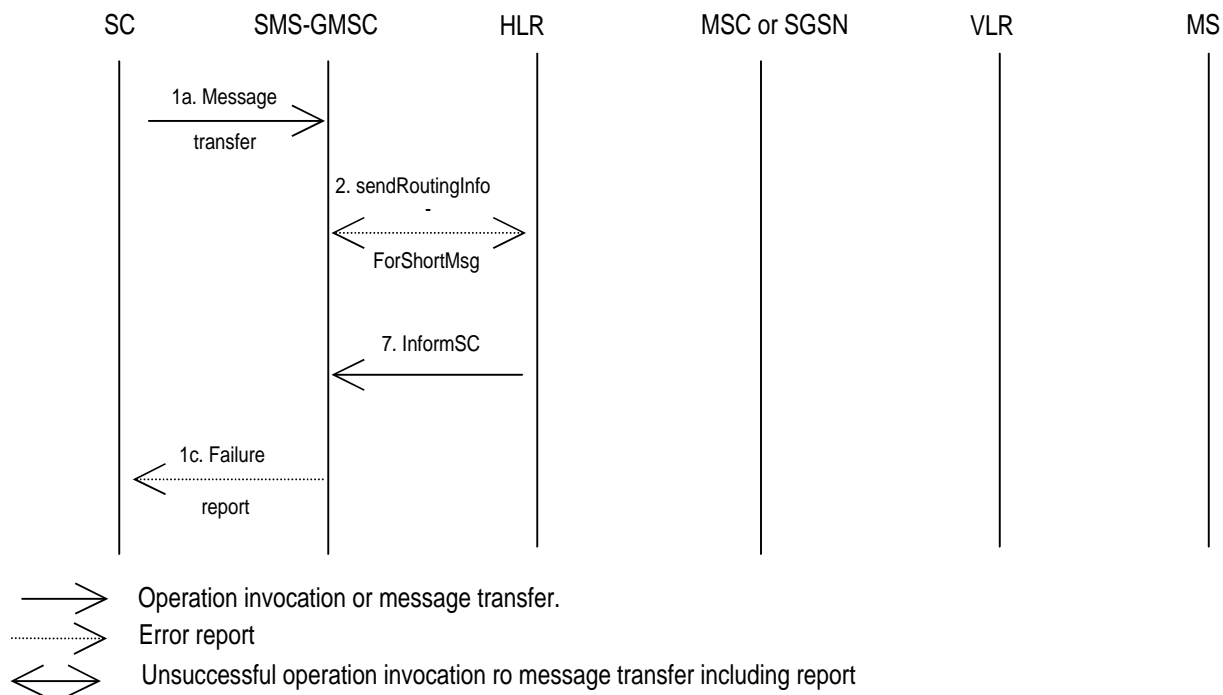 SC SMS-GMSC HLR MSC or SGSN VLR MS
1a. Message
transfer
2. sendRoutingInfo
-
ForShortMsg
7. InformSC
1c. Failure
report
Operation invocation or message transfer.
Error report
Unsuccessful operation invocation ro message transfer including report